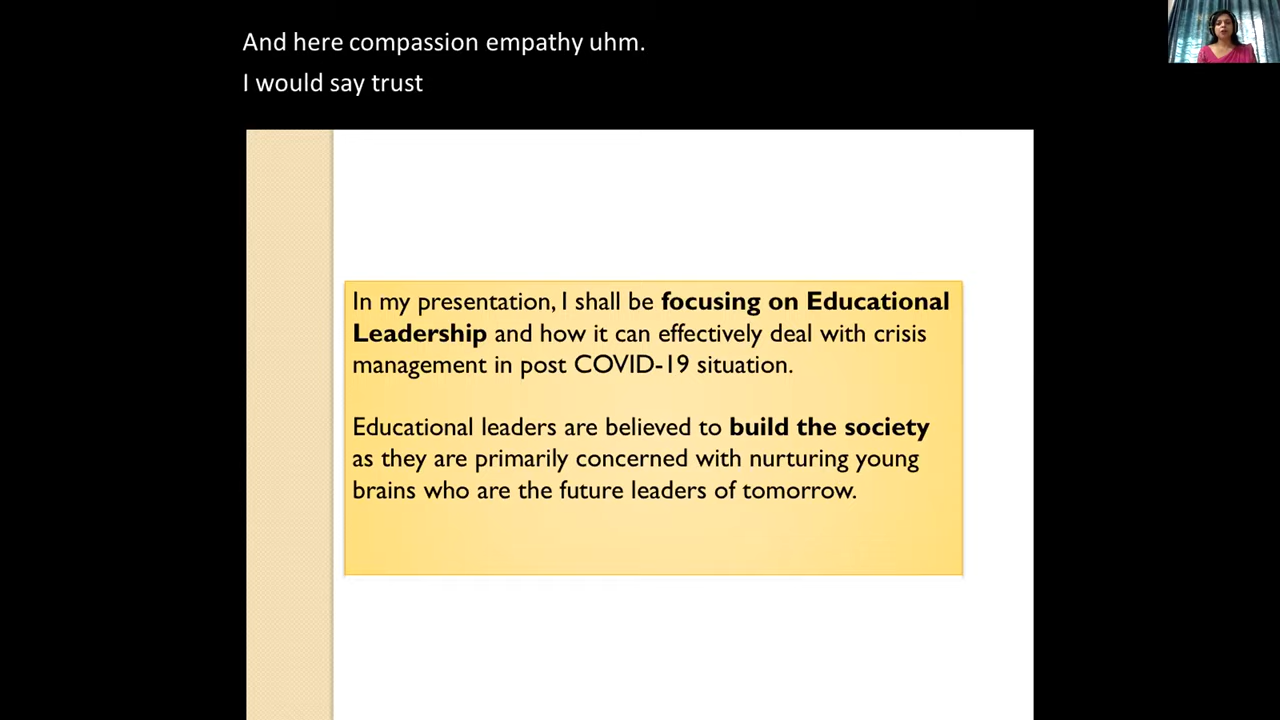 And here compassion empathy uhm.
I would say trust
In my presentation, I shall be focusing on Educational
Leadership and how it can effectively deal with crisis
management in post COVID-19 situation.
Educational leaders are believed to build the society
as they are primarily concerned with nurturing young
brains who are the future leaders of tomorrow.